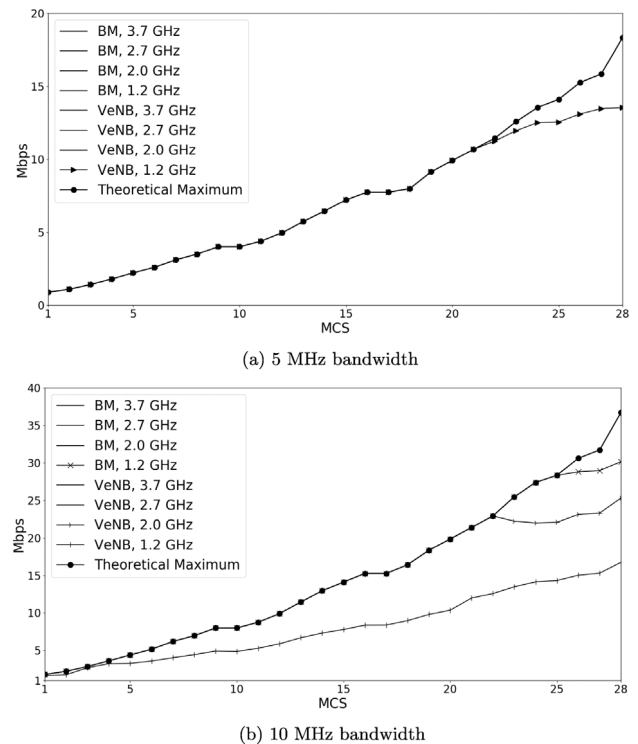 20
15
10
5
0
Mbps
BM, 3.7 GHz
BM, 2.7 GHz
BM, 2.0 GHz
BM, 1.2 GHz
VeNB, 3.7 GHz
VeNB, 2.7 GHz
VeNB, 2.0 GHz
VeNB, 1.2 GHz
Theoretical Maximum
1 5 10 15 20 25 28
MCS
(a) 5 MHz bandwidth
40
35
30
25
20
15
10
5
1
Mbps
BM, 3.7 GHz
BM, 2.7 GHz
BM, 2.0 GHz
BM, 1.2 GHz
VeNB, 3.7 GHz
VeNB, 2.7 GHz
VeNB, 2.0 GHz
VeNB, 1.2 GHz
Theoretical Maximum
1 5 10 15 20 25 28
MCS
(b) 10 MHz bandwidth